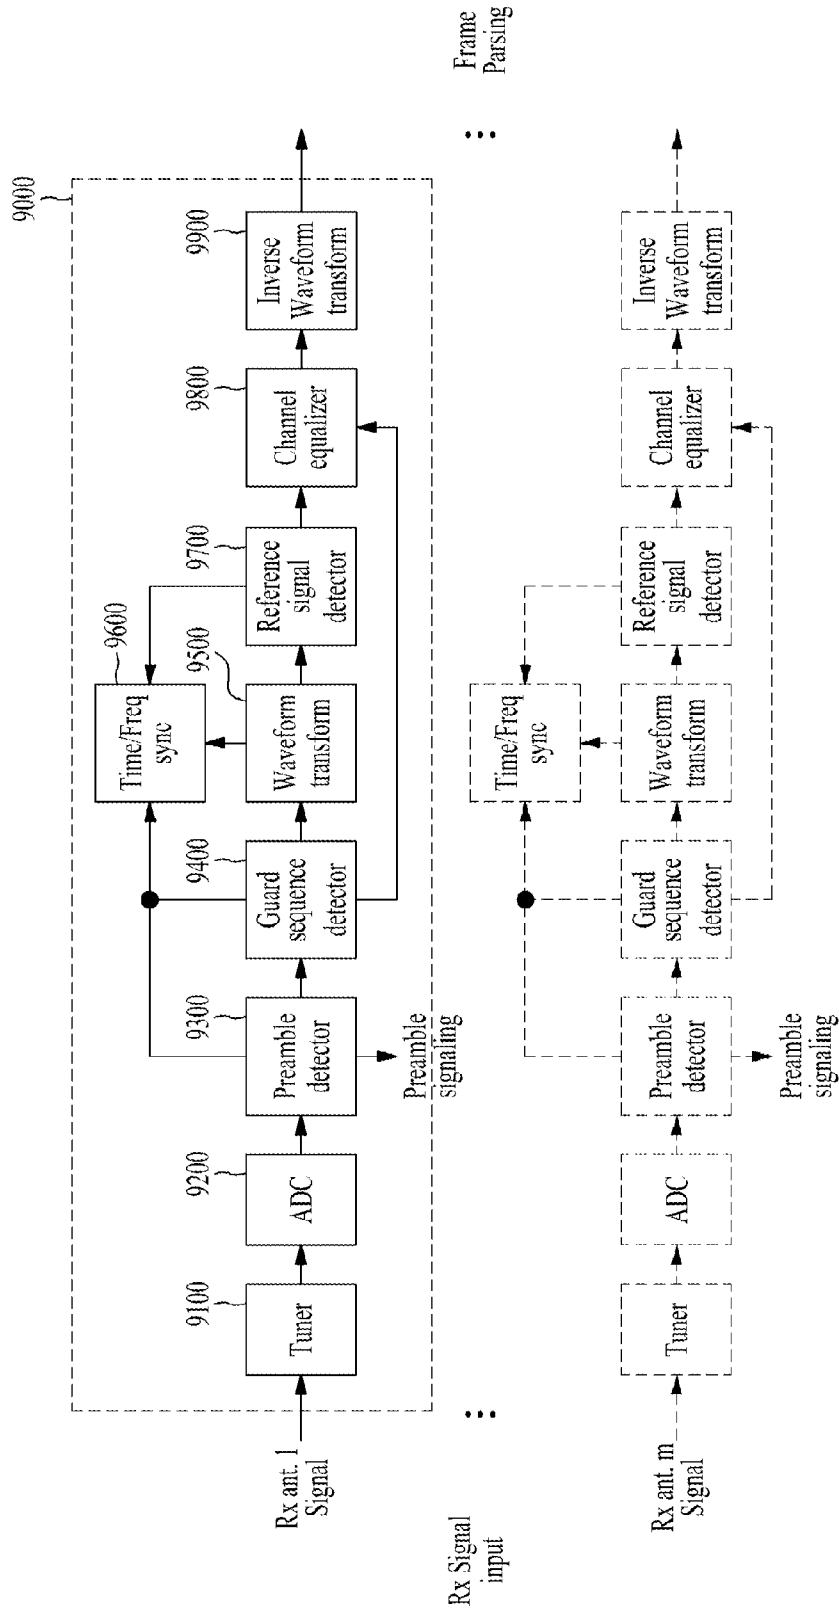 9000
9600
Time/Freq
sync
9100
9200
9300
9400
9500
9700
9800
9900
Rx ant. 1
Signal
Tuner
ADC
Preamble
detector
Guard
sequence
detector
Waveform
transform
Reference
signal
detector
Channel
equalizer
Inverse
Waveform
transform
Preamble
signaling
Rx Signal
input
...
...
Frame
Parsing
Time/Freq
sync
Rx ant. m
Signal
Tuner
ADC
Preamble
detector
Guard
sequence
detector
Waveform
transform
Reference
signal
detector
Channel
equalizer
Inverse
Waveform
transform
Preamble
signaling